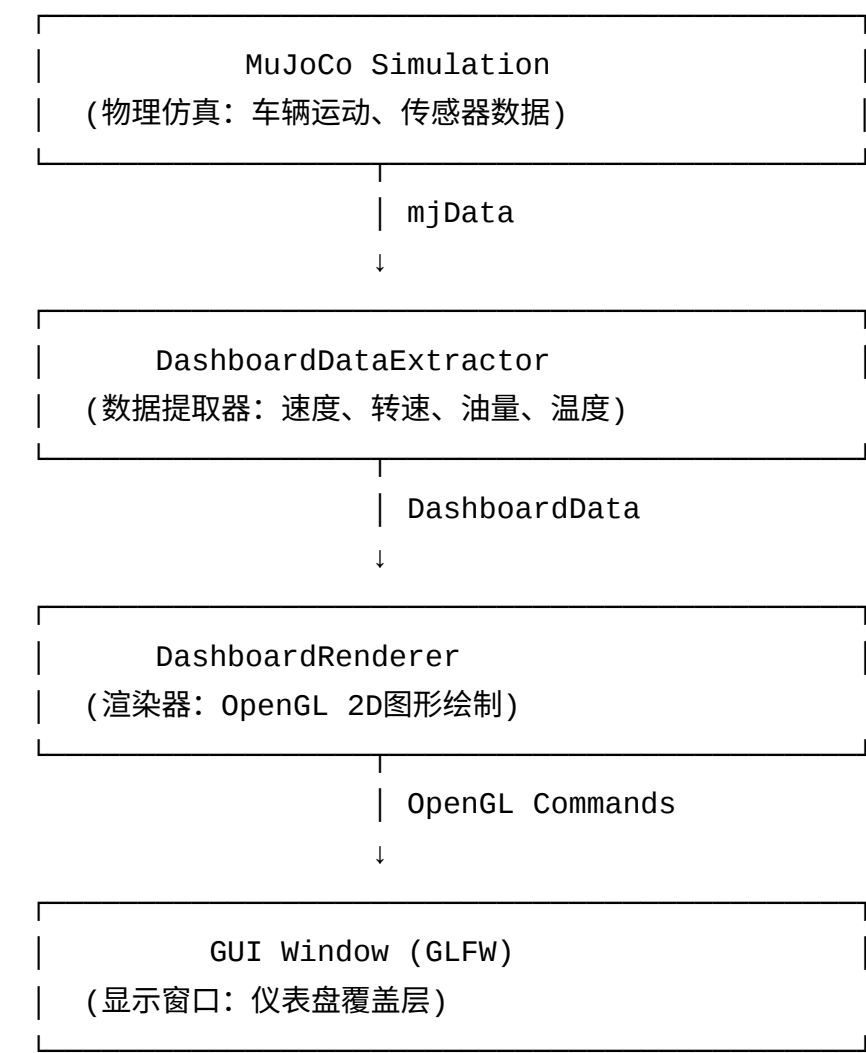 MuJoCo Simulation
(物理仿真：车辆运动、传感器数据)
mjData
↓
DashboardDataExtractor
(数据提取器：速度、转速、油量、温度)
DashboardData
↓
DashboardRenderer
(渲染器：OpenGL 2D图形绘制)
OpenGL Commands
↓
GUI Window (GLFW)
(显示窗口：仪表盘覆盖层)